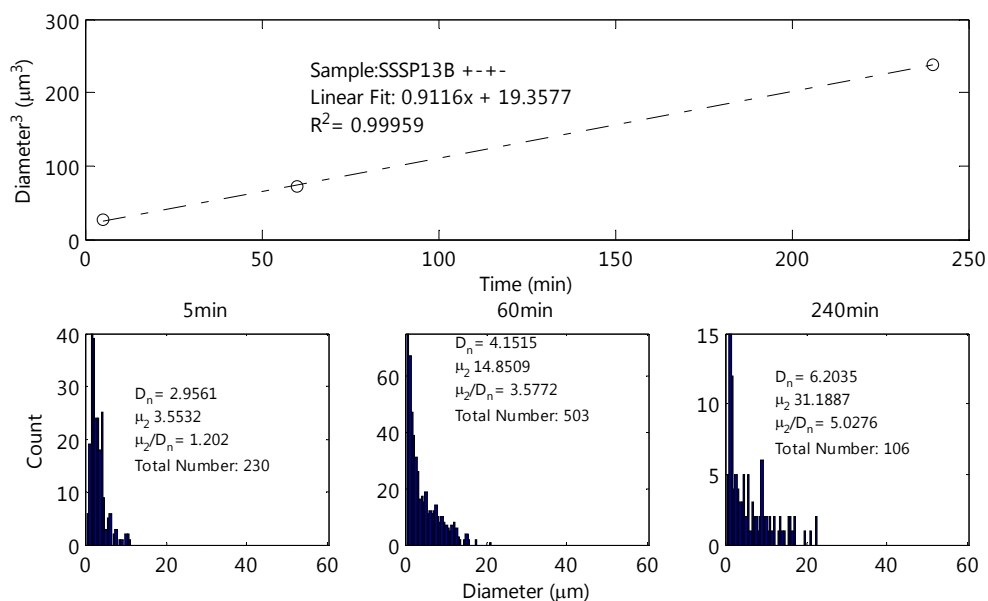 300
200
100
0
Diameter³ (μm³)
Sample:SSSP13B +-+-
Linear Fit: 0.9116x + 19.3577
R²= 0.99959
0 50 100 150 200 250
Time (min)
5min 60min 240min
40
30
20
10
0
Count
Dₙ= 2.9561
μ₂ 3.5532
μ₂/Dₙ= 1.202
Total Number: 230
0 20 40 60
60
40
20
0
Dₙ= 4.1515
μ₂ 14.8509
μ₂/Dₙ= 3.5772
Total Number: 503
0 20 40 60
15
10
5
0
Dₙ= 6.2035
μ₂ 31.1887
μ₂/Dₙ= 5.0276
Total Number: 106
0 20 40 60
Diameter (μm)